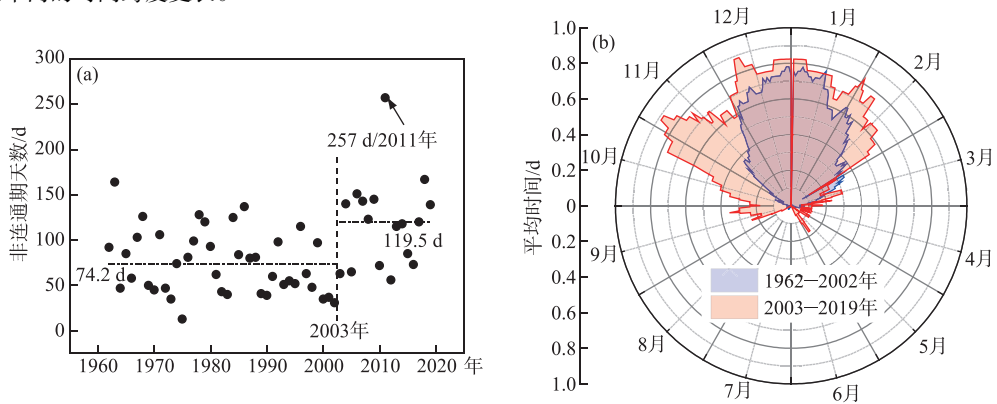 (a)
300
250
200
150
100
50
0
非连通期天数/d
257 d/2011年
119.5 d
74.2 d
2003年
1960
1970
1980
1990
2000
2010
2020
年
(b)
1.0
0.8
0.6
0.4
0.2
0
0.2
0.4
0.6
0.8
1.0
平均时间/d
12月
1月
2月
3月
4月
5月
6月
7月
8月
9月
10月
11月
1962—2002年
2003—2019年